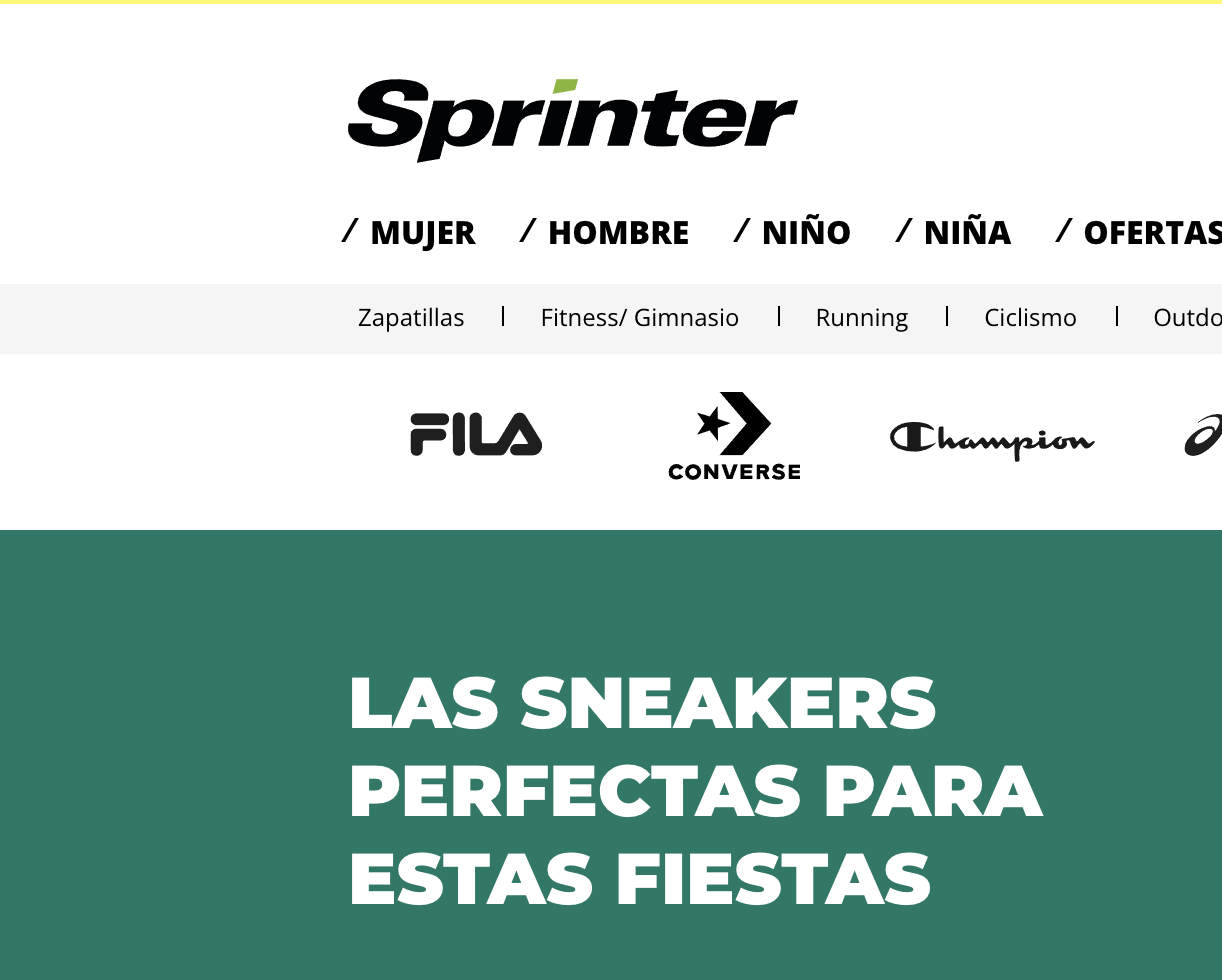 Sprinter
/ MUJER / HOMBRE / NIÑO / NIÑA / OFERTAS
Zapatillas | Fitness/ Gimnasio | Running | Ciclismo | Outdo
FILA CONVERSE Champion
LAS SNEAKERS
PERFECTAS PARA
ESTAS FIESTAS